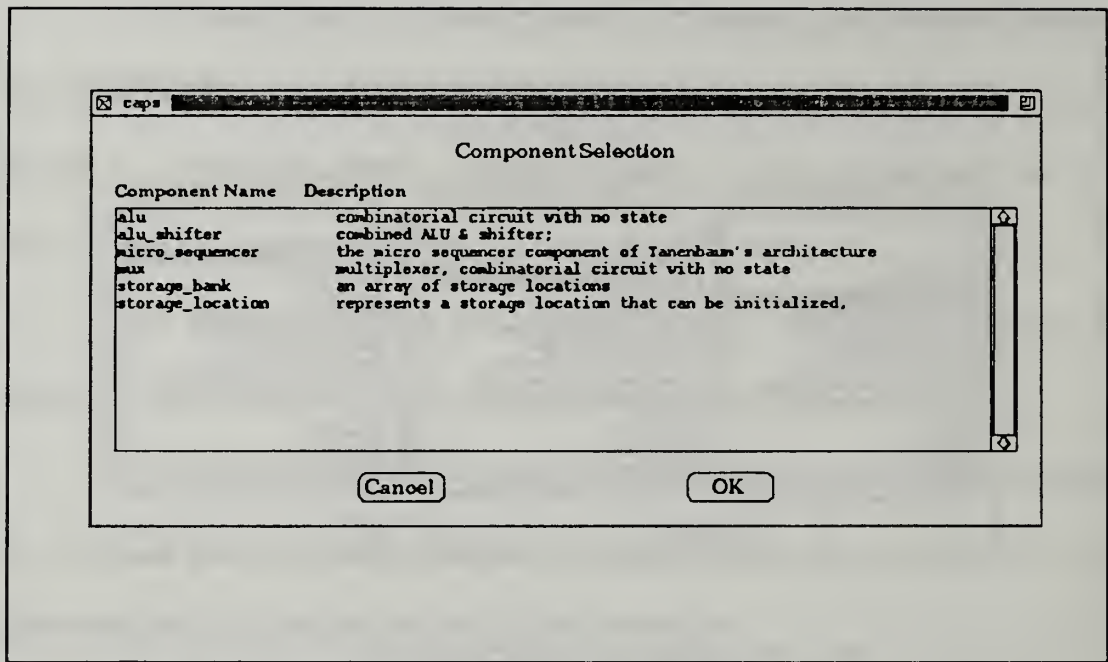 caps
Component Selection
Component Name Description
alu combinatorial circuit with no state
alu_shifter combined ALU & shifter;
micro_sequencer the micro sequencer component of Tanenbaum's architecture
mux multiplexer, combinatorial circuit with no state
storage_bank an array of storage locations
storage_location represents a storage location that can be initialized,
Cancel OK